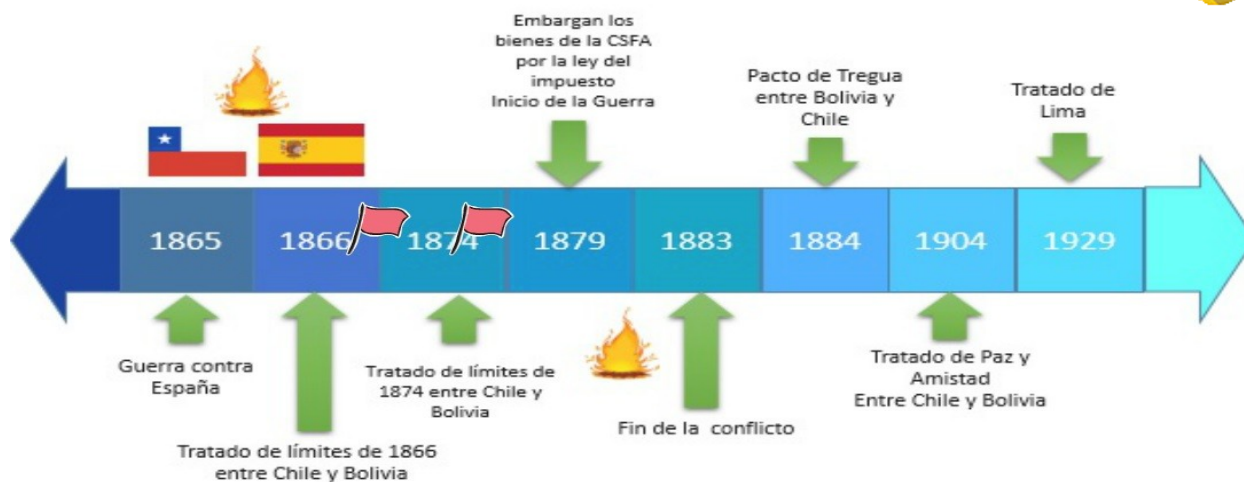 Embargan los
bienes de la CSFA
por la ley del
impuesto
Inicio de la Guerra
Pacto de Tregua
entre Bolivia y
Chile
Tratado de
Lima
1865
1866
1874
1879
1883
1884
1904
1929
Guerra contra
España
Tratado de límites de 1866
entre Chile y Bolivia
Tratado de límites de
1874 entre Chile y
Bolivia
Fin de la conflicto
Tratado de Paz y
Amistad
Entre Chile y Bolivia